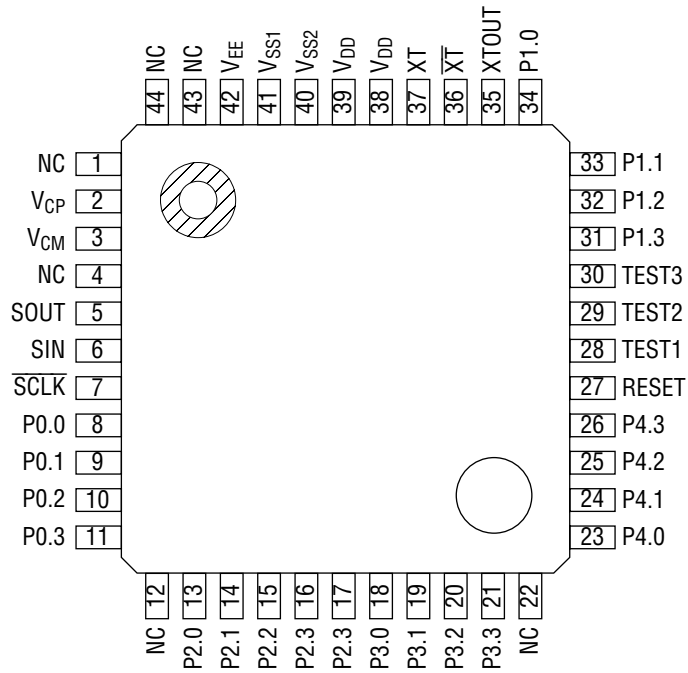 NC
NC
VEE
VSS1
VSS2
VDD
VDD
XT
X̅T̅
XTOUT
P1.0
44
43
42
41
40
39
38
37
36
35
34
NC 1
VCP 2
VCM 3
NC 4
SOUT 5
SIN 6
S̅C̅L̅K̅ 7
P0.0 8
P0.1 9
P0.2 10
P0.3 11
33 P1.1
32 P1.2
31 P1.3
30 TEST3
29 TEST2
28 TEST1
27 RESET
26 P4.3
25 P4.2
24 P4.1
23 P4.0
12
13
14
15
16
17
18
19
20
21
22
NC
P2.0
P2.1
P2.2
P2.3
P2.3
P3.0
P3.1
P3.2
P3.3
NC